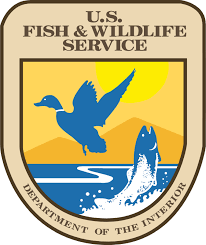 U.S.
FISH & WILDLIFE
SERVICE
DEPARTMENT OF THE INTERIOR